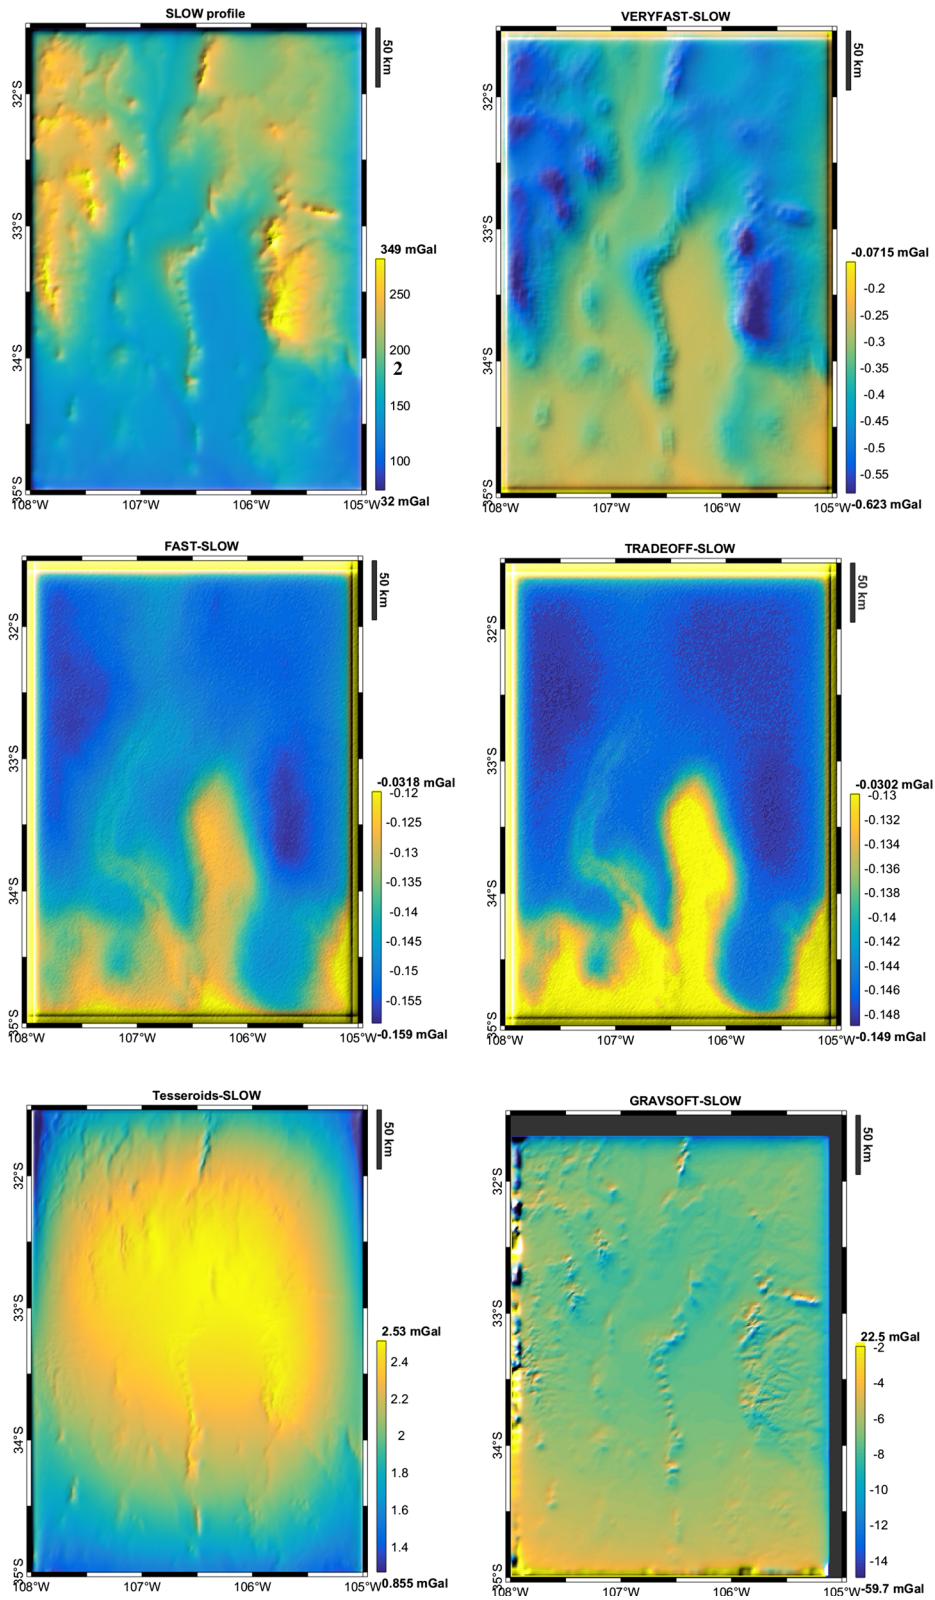 SLOW profile
50 km
32°S
33°S
34°S
35°S
108°W
107°W
106°W
105°W
349 mGal
250
200
2
150
100
32 mGal
VERYFAST-SLOW
50 km
32°S
33°S
34°S
35°S
108°W
107°W
106°W
105°W
-0.0715 mGal
-0.2
-0.25
-0.3
-0.35
-0.4
-0.45
-0.5
-0.55
-0.623 mGal
FAST-SLOW
50 km
32°S
33°S
34°S
35°S
108°W
107°W
106°W
105°W
-0.0318 mGal
-0.12
-0.125
-0.13
-0.135
-0.14
-0.145
-0.15
-0.155
-0.159 mGal
TRADEOFF-SLOW
50 km
32°S
33°S
34°S
35°S
108°W
107°W
106°W
105°W
-0.0302 mGal
-0.13
-0.132
-0.134
-0.136
-0.138
-0.14
-0.142
-0.144
-0.146
-0.148
-0.149 mGal
Tesseroids-SLOW
50 km
32°S
33°S
34°S
35°S
108°W
107°W
106°W
105°W
2.53 mGal
2.4
2.2
2
1.8
1.6
1.4
0.855 mGal
GRAVSOFT-SLOW
50 km
32°S
33°S
34°S
35°S
108°W
107°W
106°W
105°W
22.5 mGal
-2
-4
-6
-8
-10
-12
-14
-59.7 mGal